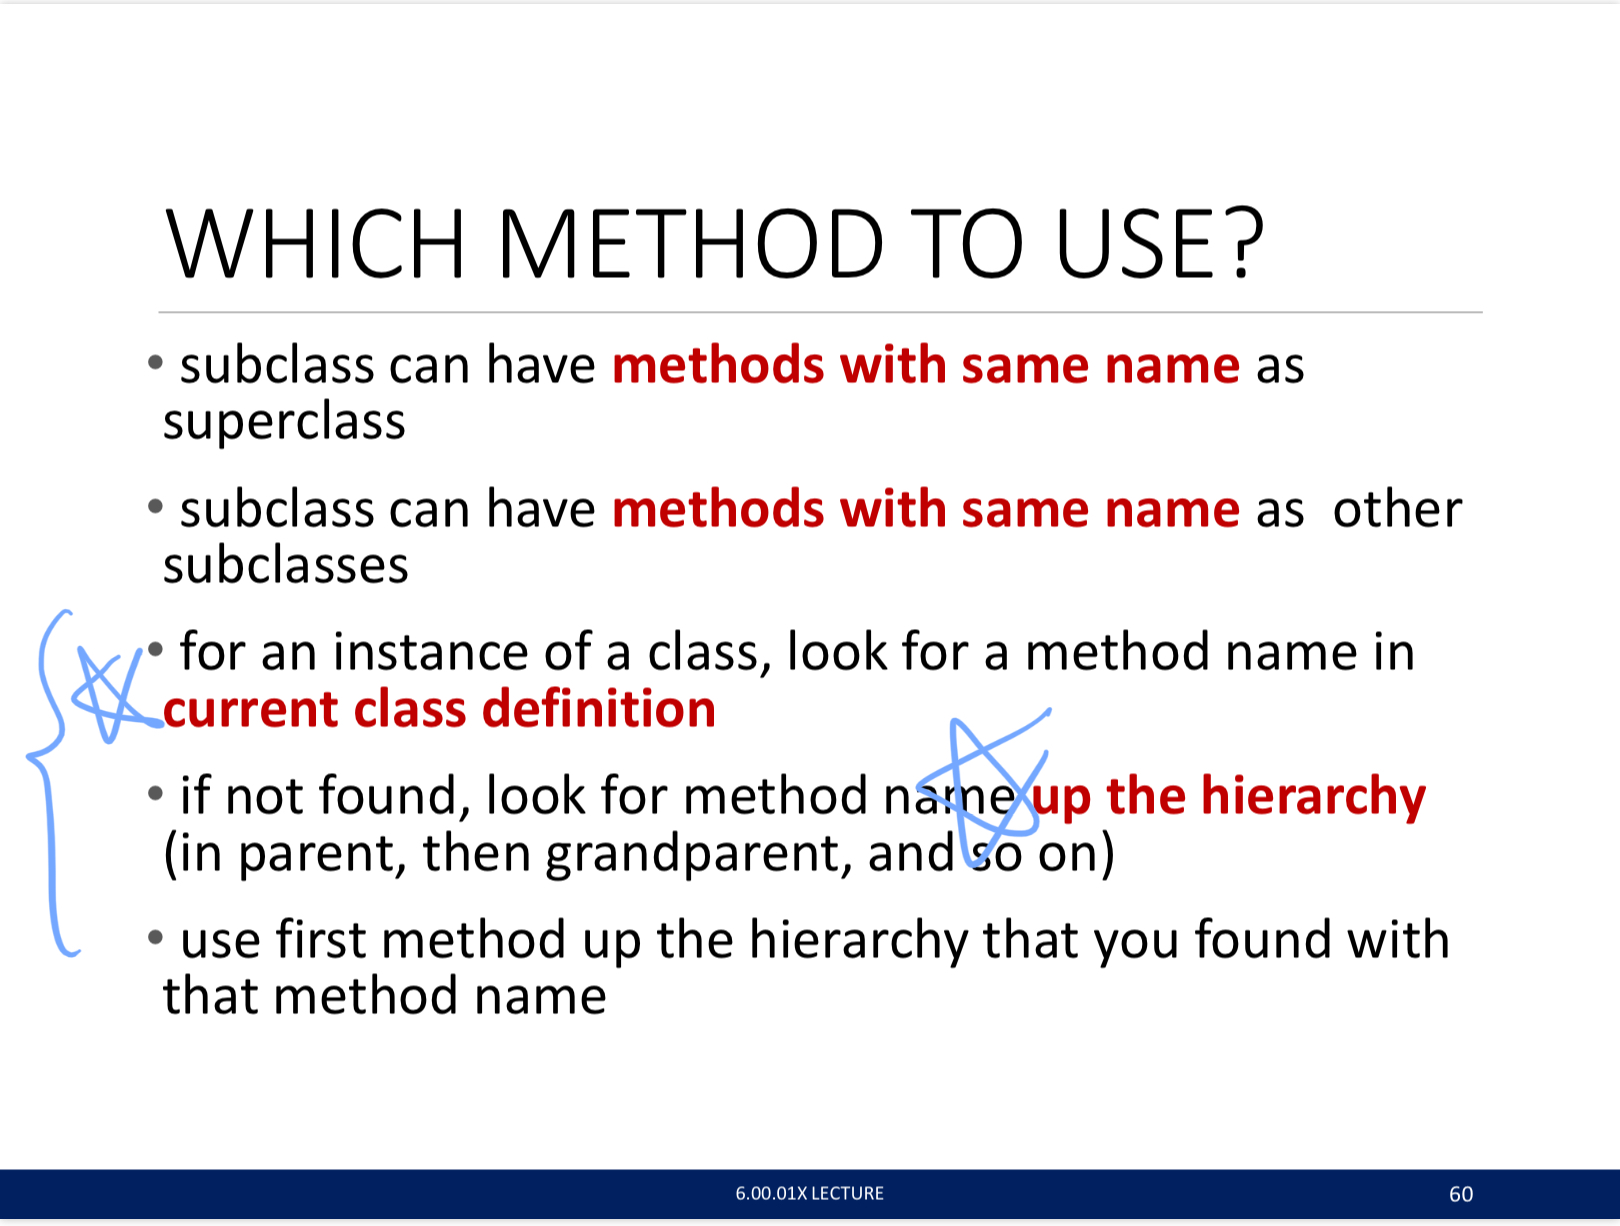 WHICH METHOD TO USE?
• subclass can have methods with same name as
superclass
• subclass can have methods with same name as other
subclasses
• for an instance of a class, look for a method name in
current class definition
• if not found, look for method name up the hierarchy
(in parent, then grandparent, and so on)
• use first method up the hierarchy that you found with
that method name
6.00.01X LECTURE
60